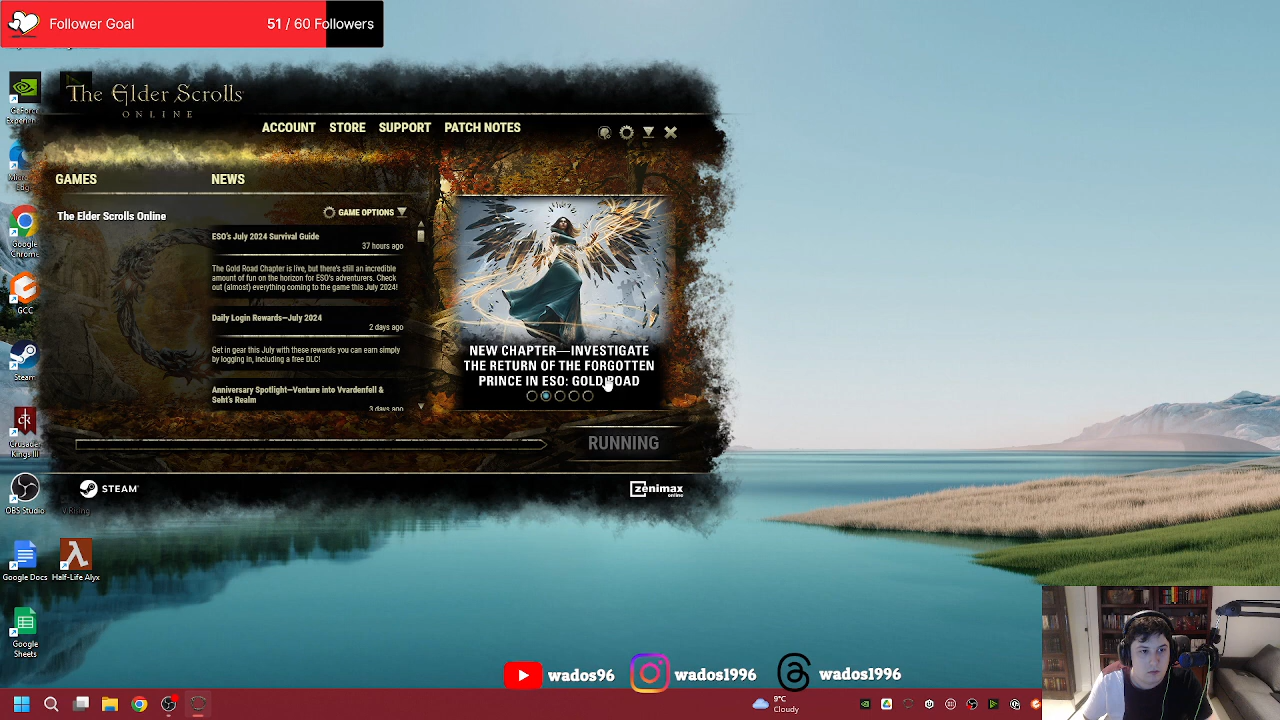 Follower Goal
51 / 60 Followers
The Elder Scrolls
ONLINE
ACCOUNT STORE SUPPORT PATCH NOTES
GAMES NEWS
The Elder Scrolls Online
GAME OPTIONS
ESO's July 2024 Survival Guide
37 hours ago
The Gold Road Chapter is live, but there's still an incredible
amount of fun on the horizon for ESO's adventurers. Check
out (almost) everything coming to the game this July 2024!
Daily Login Rewards—July 2024
2 days ago
Get in gear this July with these rewards you can earn simply
by logging in, including a free DLC!
Anniversary Spotlight—Venture into Vvardenfell &
Seht's Realm
3 days ago
NEW CHAPTER—INVESTIGATE
THE RETURN OF THE FORGOTTEN
PRINCE IN ESO: GOLD ROAD
RUNNING
STEAM
zenimax
online
Google
Chrome
GCC
Steam
Crusader
Kings III
OBS Studio
V Rising
Google Docs
Half-Life Alyx
Google
Sheets
wados96
wados1996
wados1996
9°C
Cloudy